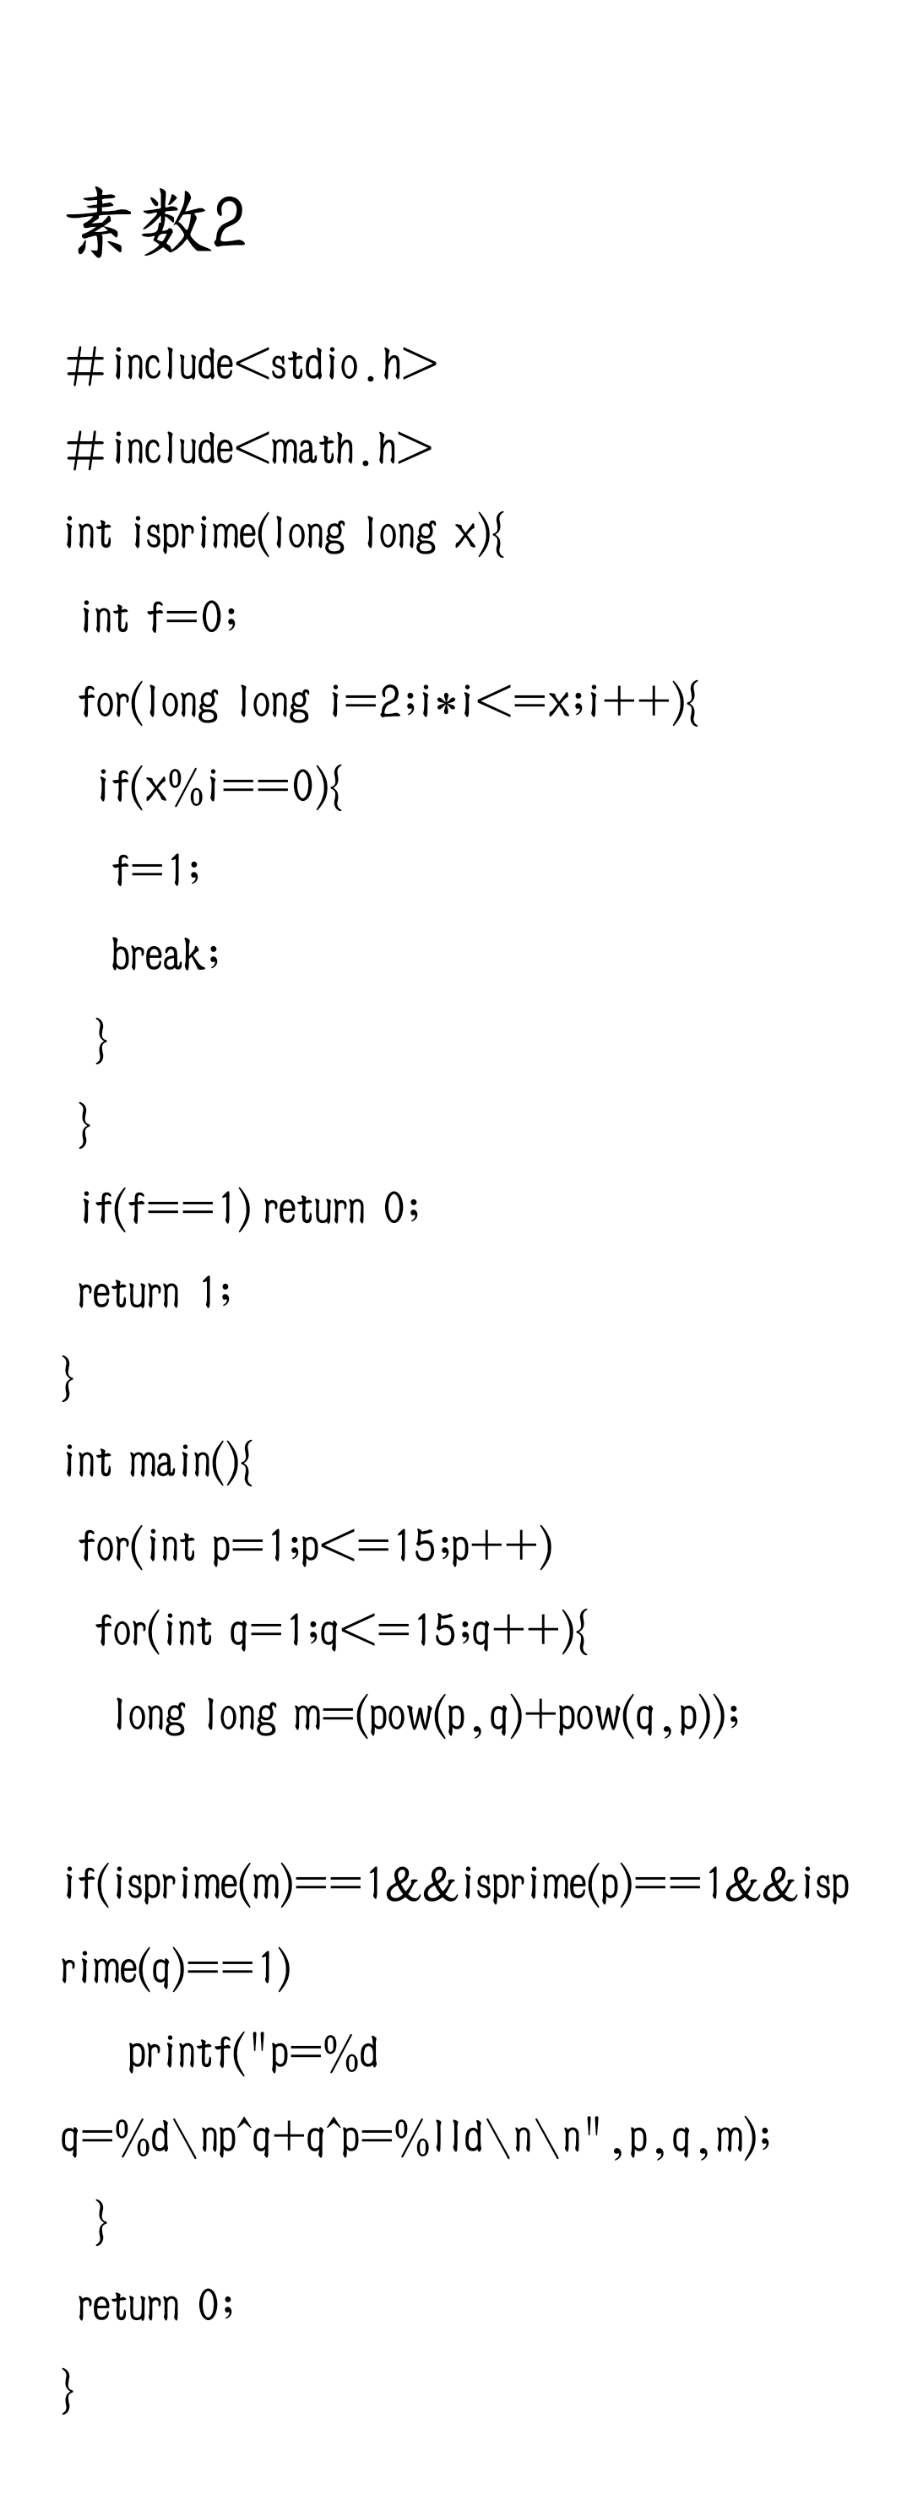 素数2
#include<stdio.h>
#include<math.h>
int isprime(long long x){
int f=0;
for(long long i=2;i*i<=x;i++){
if(x%i==0){
f=1;
break;
}
}
if(f==1)return 0;
return 1;
}
int main(){
for(int p=1;p<=15;p++)
for(int q=1;q<=15;q++){
long long m=(pow(p,q)+pow(q,p));
if(isprime(m)==1&&isprime(p)==1&&isp
rime(q)==1)
printf("p=%d
q=%d\np^q+q^p=%lld\n\n",p,q,m);
}
return 0;
}